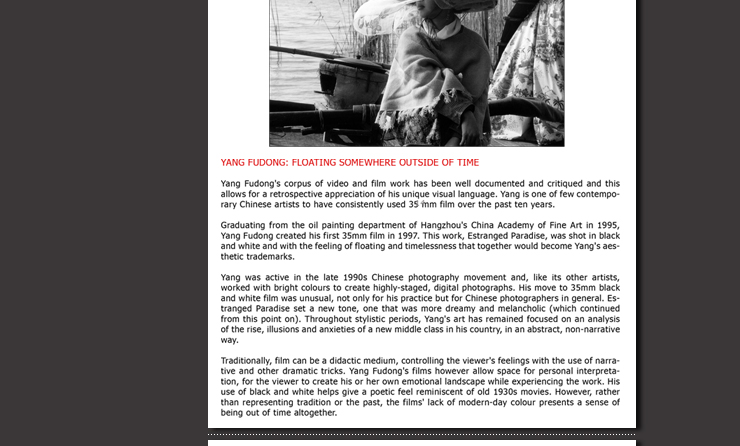 YANG FUDONG: FLOATING SOMEWHERE OUTSIDE OF TIME
Yang Fudong's corpus of video and film work has been well documented and critiqued and this
allows for a retrospective appreciation of his unique visual language. Yang is one of few contempo-
rary Chinese artists to have consistently used 35 mm film over the past ten years.
Graduating from the oil painting department of Hangzhou's China Academy of Fine Art in 1995,
Yang Fudong created his first 35mm film in 1997. This work, Estranged Paradise, was shot in black
and white and with the feeling of floating and timelessness that together would become Yang's aes-
thetic trademarks.
Yang was active in the late 1990s Chinese photography movement and, like its other artists,
worked with bright colours to create highly-staged, digital photographs. His move to 35mm black
and white film was unusual, not only for his practice but for Chinese photographers in general. Es-
tranged Paradise set a new tone, one that was more dreamy and melancholic (which continued
from this point on). Throughout stylistic periods, Yang's art has remained focused on an analysis
of the rise, illusions and anxieties of a new middle class in his country, in an abstract, non-narrative
way.
Traditionally, film can be a didactic medium, controlling the viewer's feelings with the use of narra-
tive and other dramatic tricks. Yang Fudong's films however allow space for personal interpreta-
tion, for the viewer to create his or her own emotional landscape while experiencing the work. His
use of black and white helps give a poetic feel reminiscent of old 1930s movies. However, rather
than representing tradition or the past, the films' lack of modern-day colour presents a sense of
being out of time altogether.